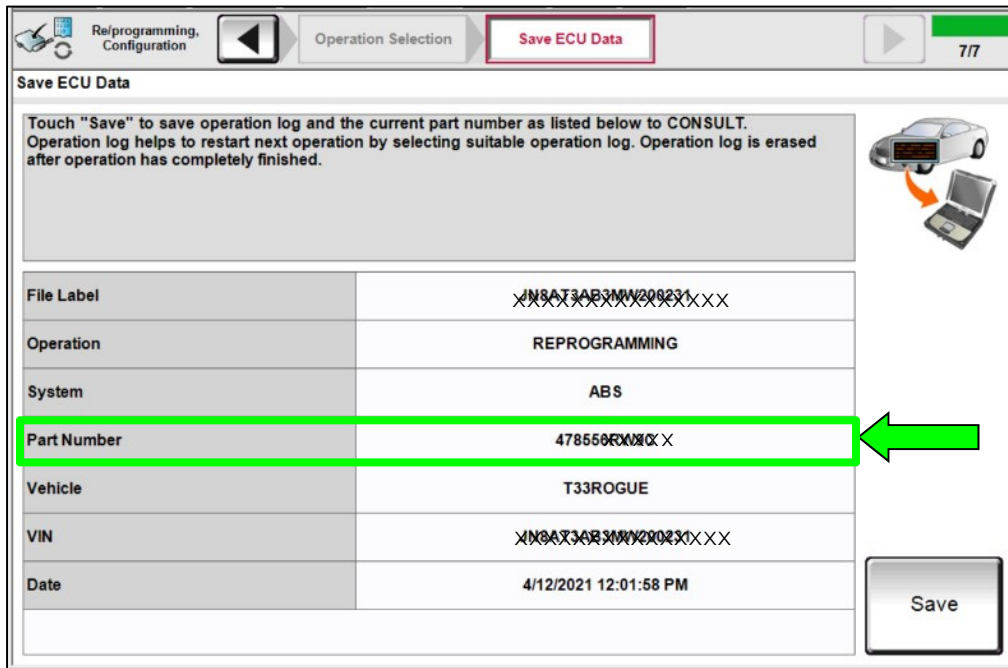 Re/programming,
Configuration
Operation Selection
Save ECU Data
7/7
Save ECU Data
Touch "Save" to save operation log and the current part number as listed below to CONSULT.
Operation log helps to restart next operation by selecting suitable operation log. Operation log is erased
after operation has completely finished.
File Label
Operation REPROGRAMMING
System ABS
Part Number
Vehicle T33ROGUE
VIN
Date 4/12/2021 12:01:58 PM
Save